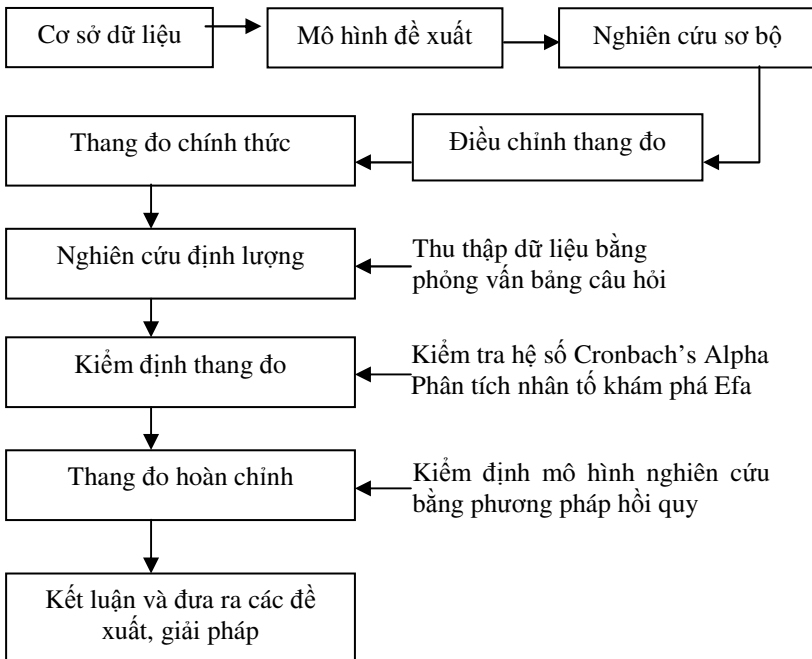 Cơ sở dữ liệu
Mô hình đề xuất
Nghiên cứu sơ bộ
Thang đo chính thức
Điều chỉnh thang đo
Nghiên cứu định lượng
Thu thập dữ liệu bằng
phỏng vấn bảng câu hỏi
Kiểm định thang đo
Kiểm tra hệ số Cronbach’s Alpha
Phân tích nhân tố khám phá Efa
Thang đo hoàn chỉnh
Kiểm định mô hình nghiên cứu
bằng phương pháp hồi quy
Kết luận và đưa ra các đề
xuất, giải pháp